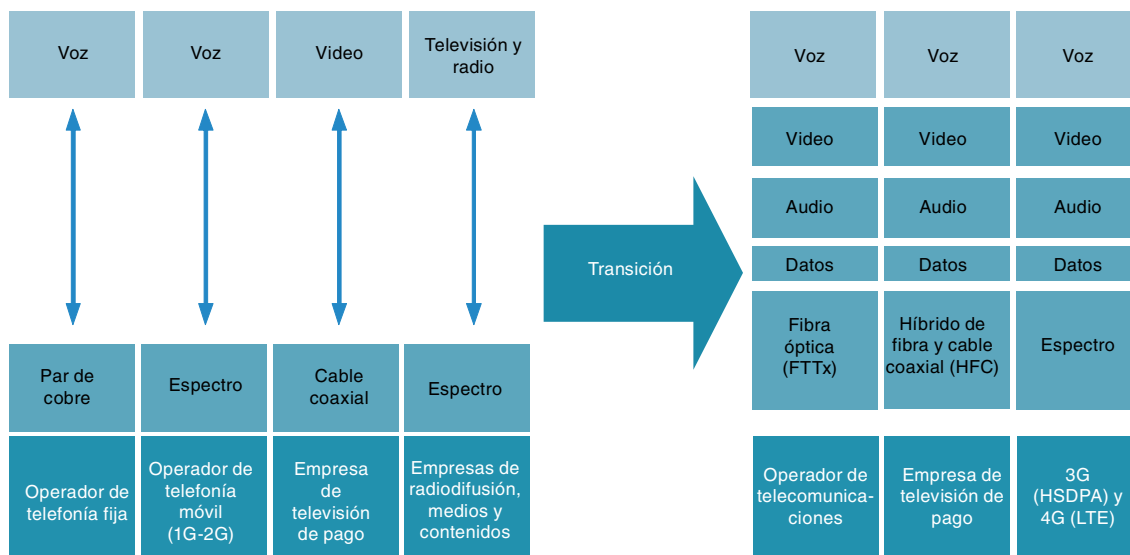 Voz
Voz
Video
Televisión y
radio
Par de
cobre
Espectro
Cable
coaxial
Espectro
Operador de
telefonía fija
Operador de
telefonía
móvil
(1G-2G)
Empresa
de
televisión
de pago
Empresas de
radiodifusión,
medios y
contenidos
Transición
Voz
Voz
Voz
Video
Video
Video
Audio
Audio
Audio
Datos
Datos
Datos
Fibra
óptica
(FTTx)
Híbrido de
fibra y cable
coaxial (HFC)
Espectro
Operador de
telecomunica-
ciones
Empresa de
televisión de
pago
3G
(HSDPA) y
4G (LTE)